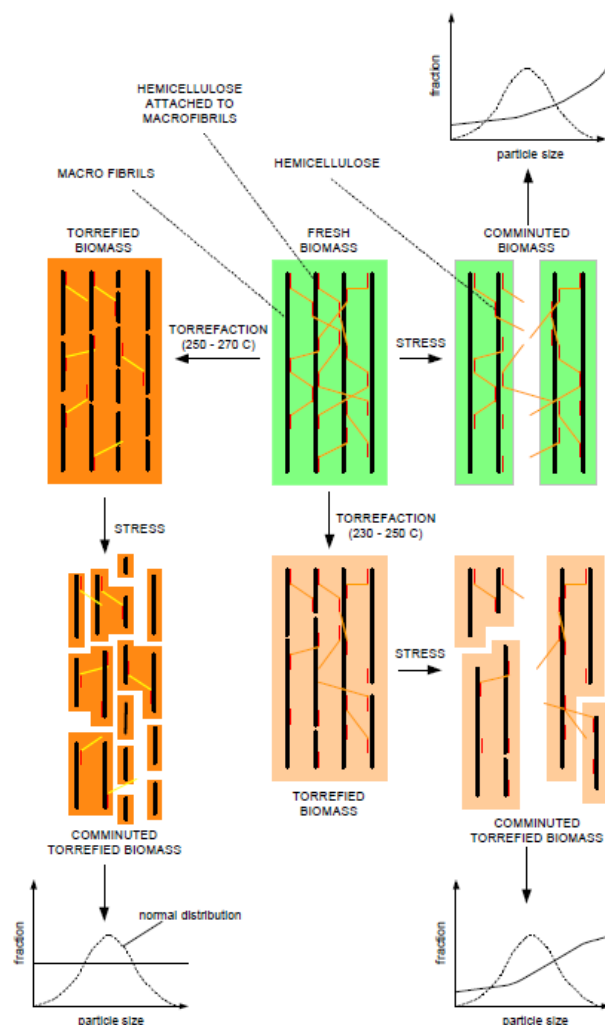 fraction
particle size
HEMICELLULOSE
ATTACHED TO
MACROFIBRILS
HEMICELLULOSE
MACRO FIBRILS
TORREFIED
BIOMASS
FRESH
BIOMASS
COMMINUTED
BIOMASS
TORREFACTION
(250 - 270 C)
STRESS
STRESS
TORREFACTION
(230 - 250 C)
STRESS
TORREFIED
BIOMASS
COMMINUTED
TORREFIED BIOMASS
COMMINUTED
TORREFIED BIOMASS
fraction
normal distribution
particle size
fraction
particle size